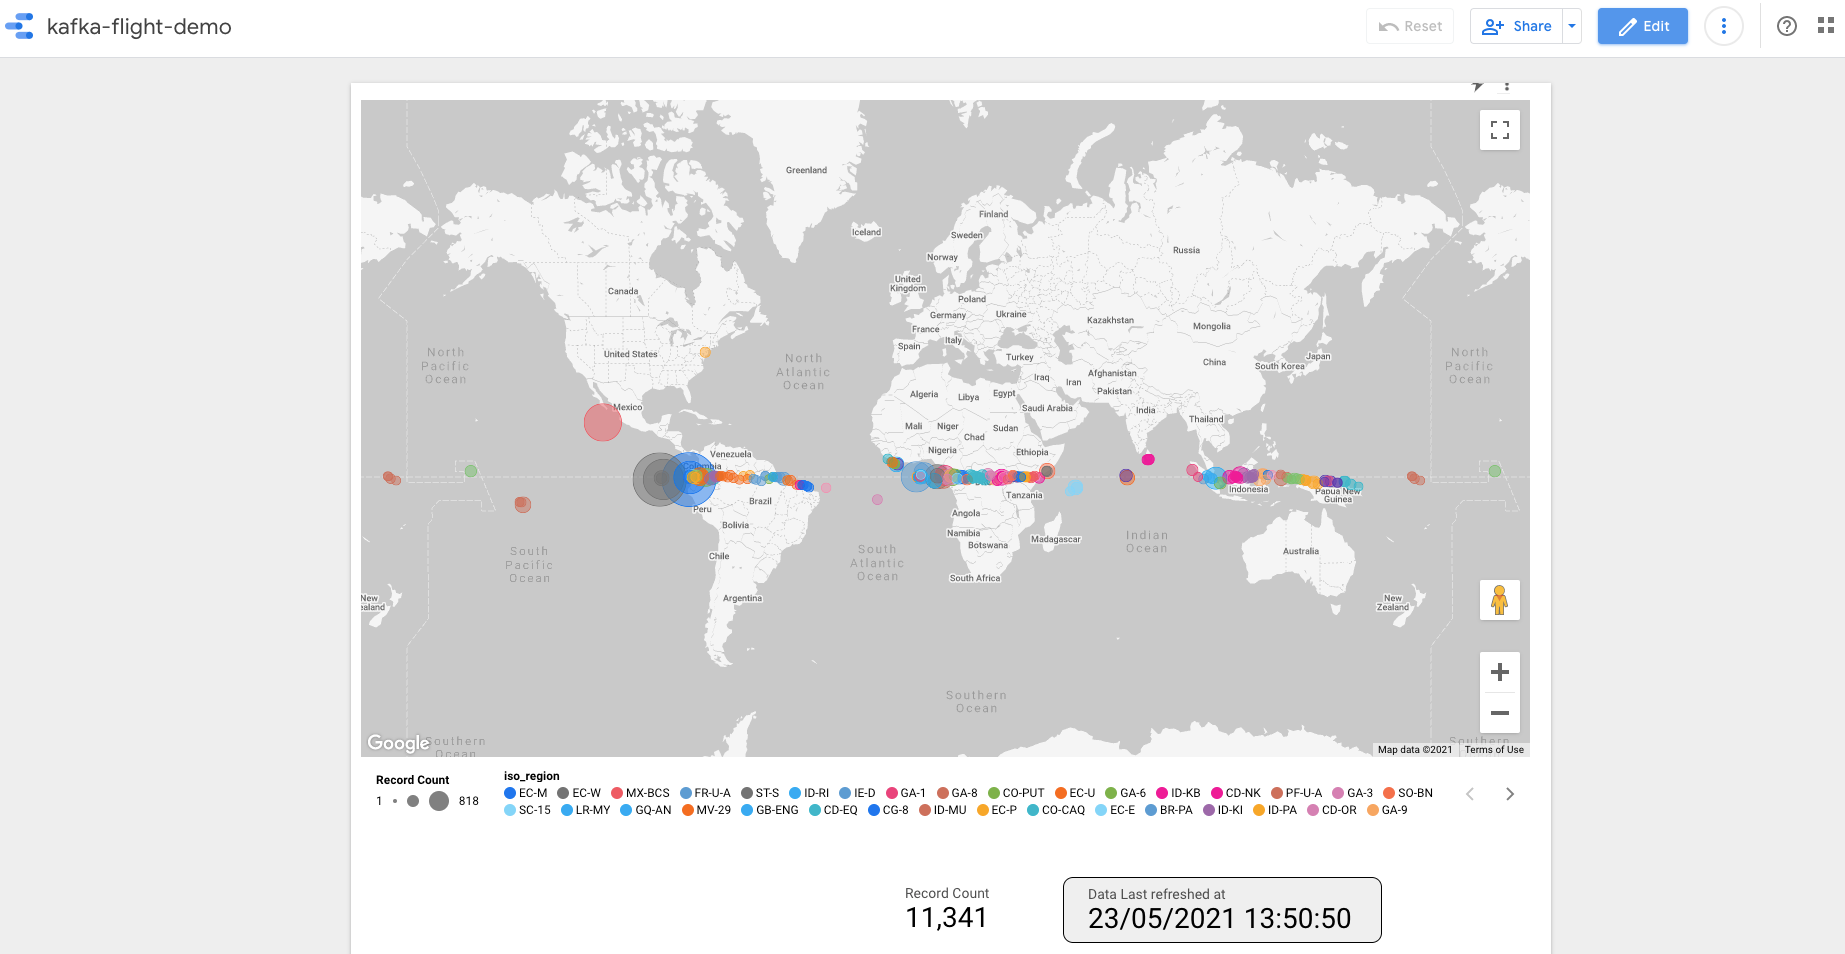 kafka-flight-demo
Reset
Share
Edit
Greenland
Iceland
Finland
Sweden
Norway
Russia
United
Kingdom
Canada
Poland
Germany
Ukraine
Kazakhstan
France
Mongolia
Italy
Spain
United States
Turkey
Japan
China
South Korea
North
Pacific
Ocean
North
Atlantic
Ocean
North
Pacific
Ocean
Afghanistan
Iraq
Iran
Pakistan
Algeria
Libya
Egypt
Mexico
Saudi Arabia
India
Thailand
Mali
Niger
Sudan
Chad
Venezuela
Nigeria
Ethiopia
Colombia
Indonesia
Papua New
Guinea
Brazil
Tanzania
Peru
Angola
Bolivia
Namibia
Botswana
Madagascar
Indian
Ocean
Australia
South
Pacific
Ocean
South
Atlantic
Ocean
Chile
South Africa
Argentina
New
ealand
New
Zealand
Southern
Ocean
Southern
Ocean
Southern
Google
Map data ©2021
Terms of Use
Record Count
1
818
iso_region
EC-M EC-W MX-BCS FR-U-A ST-S ID-RI IE-D GA-1 GA-8 CO-PUT EC-U GA-6 ID-KB CD-NK PF-U-A GA-3 SO-BN
SC-15 LR-MY GQ-AN MV-29 GB-ENG CD-EQ CG-8 ID-MU EC-P CO-CAQ EC-E BR-PA ID-KI ID-PA CD-OR GA-9
Record Count
11,341
Data Last refreshed at
23/05/2021 13:50:50